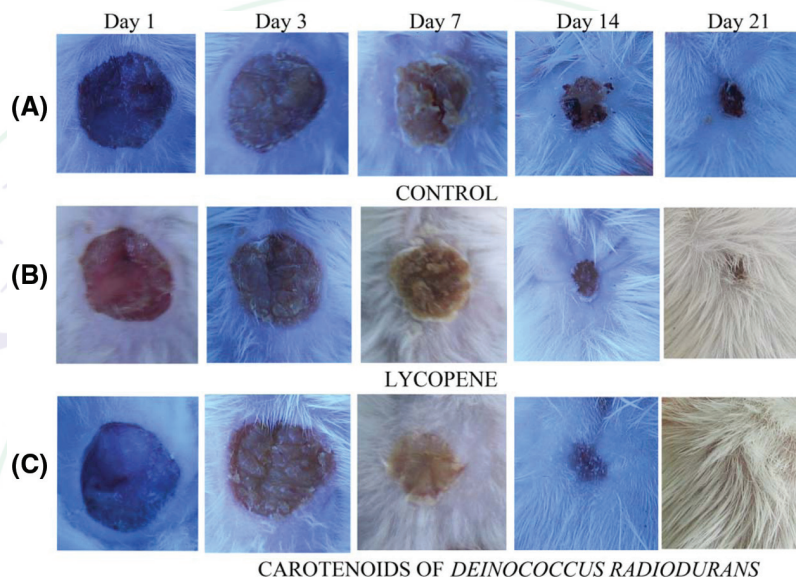 Day 1 Day 3 Day 7 Day 14 Day 21
(A)
CONTROL
(B)
LYCOPENE
(C)
CAROTENOIDS OF DEINOCOCCUS RADIODURANS